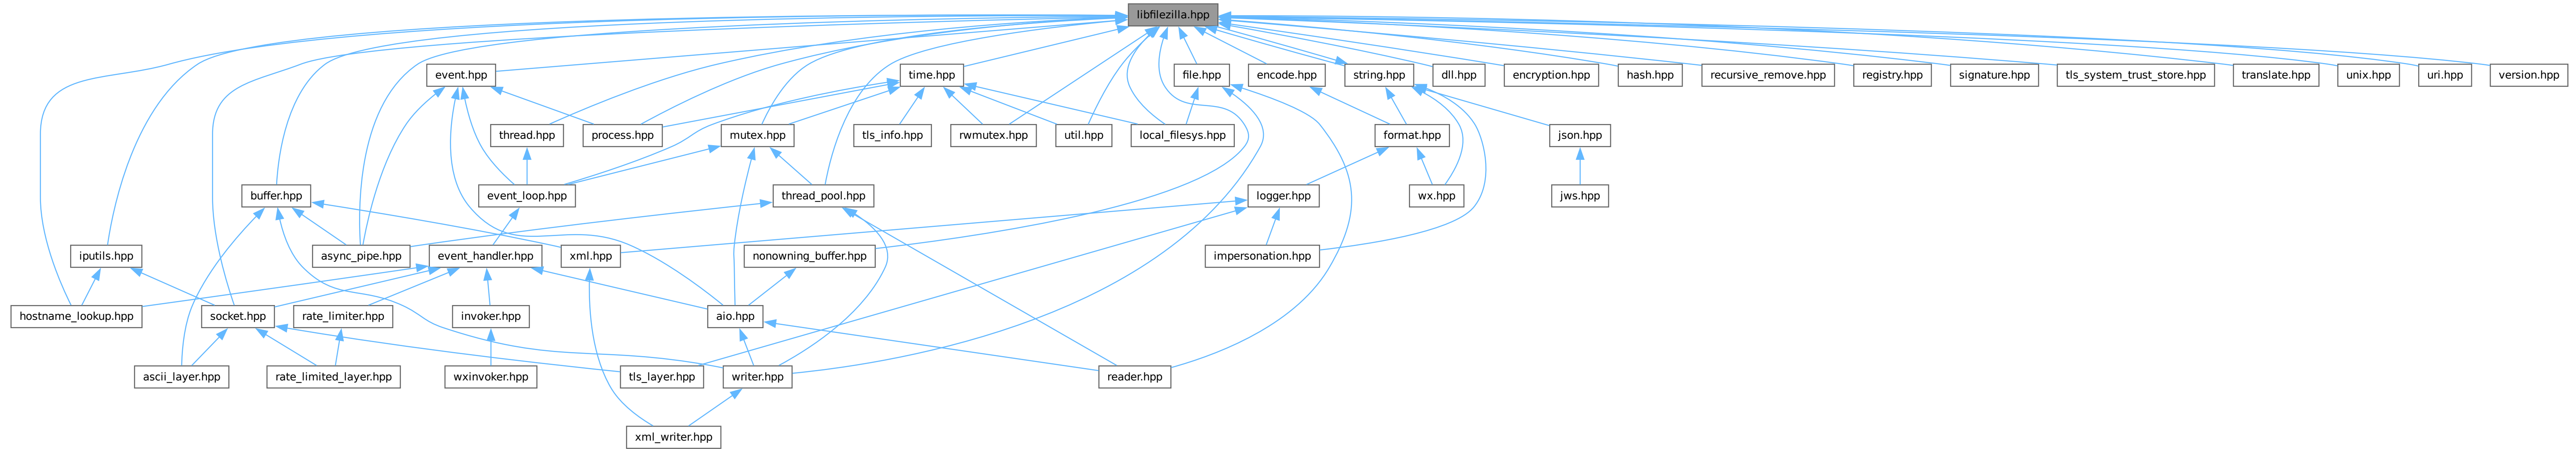 libfilezilla.hpp
event.hpp
time.hpp
file.hpp
encode.hpp
string.hpp
dll.hpp
encryption.hpp
hash.hpp
recursive_remove.hpp
registry.hpp
signature.hpp
tls_system_trust_store.hpp
translate.hpp
unix.hpp
uri.hpp
version.hpp
thread.hpp
process.hpp
mutex.hpp
tls_info.hpp
rwmutex.hpp
util.hpp
local_filesys.hpp
format.hpp
json.hpp
buffer.hpp
event_loop.hpp
thread_pool.hpp
logger.hpp
wx.hpp
jws.hpp
iputils.hpp
async_pipe.hpp
event_handler.hpp
xml.hpp
nonowning_buffer.hpp
impersonation.hpp
hostname_lookup.hpp
socket.hpp
rate_limiter.hpp
invoker.hpp
aio.hpp
ascii_layer.hpp
rate_limited_layer.hpp
wxinvoker.hpp
tls_layer.hpp
writer.hpp
reader.hpp
xml_writer.hpp